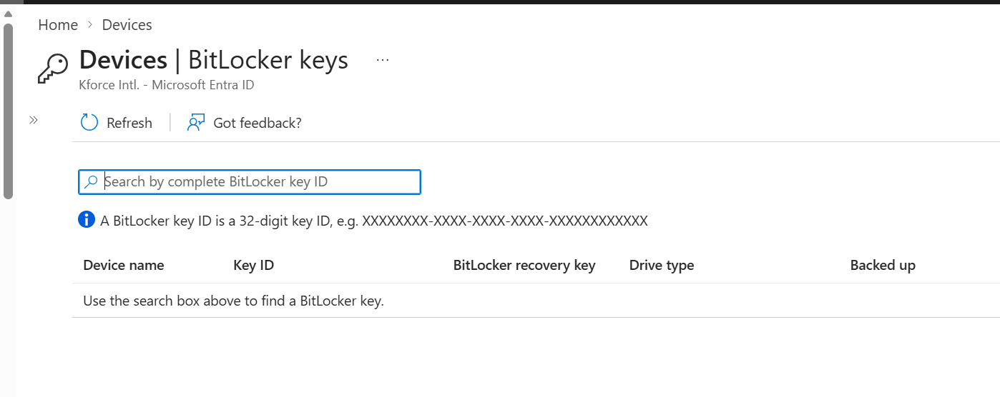 Home > Devices
Devices | BitLocker keys ...
Kforce Intl. - Microsoft Entra ID
Refresh | Got feedback?
Search by complete BitLocker key ID
A BitLocker key ID is a 32-digit key ID, e.g. XXXXXXXX-XXXX-XXXX-XXXX-XXXXXXXXXXXX
Device name Key ID BitLocker recovery key Drive type Backed up
Use the search box above to find a BitLocker key.